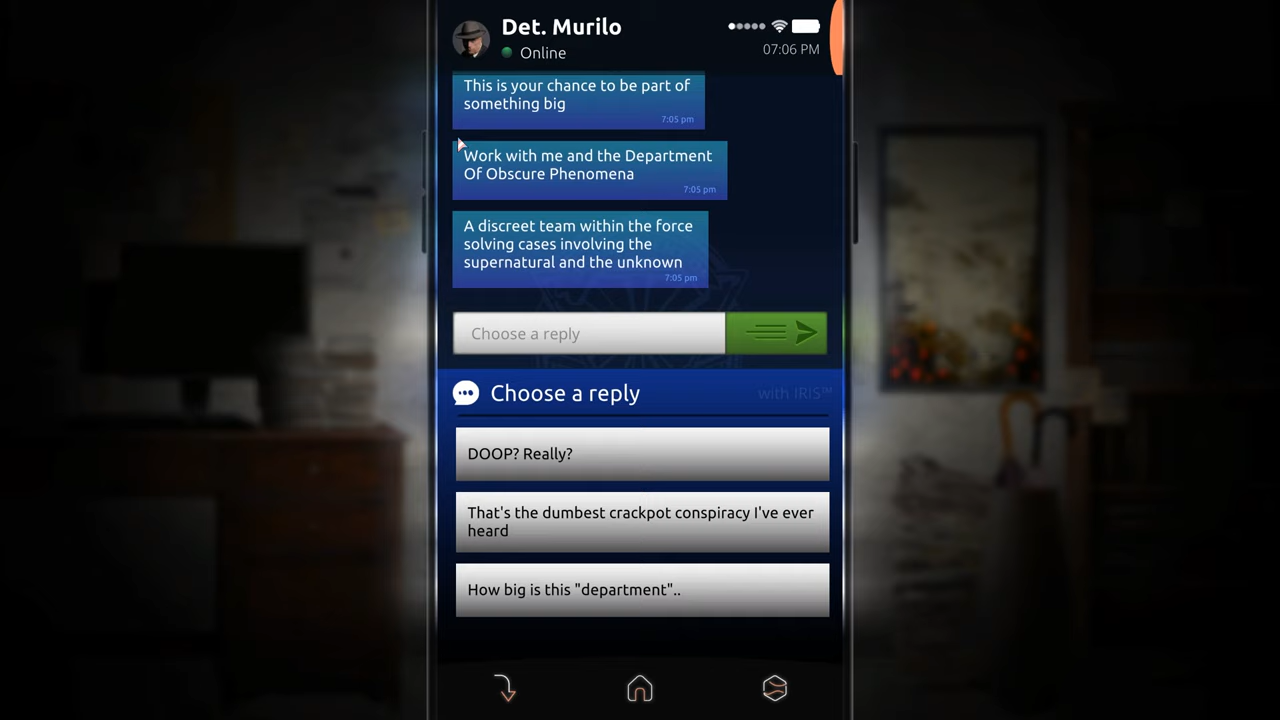 Det. Murilo
Online
07:06 PM
This is your chance to be part of
something big
7:05 pm
Work with me and the Department
Of Obscure Phenomena
7:05 pm
A discreet team within the force
solving cases involving the
supernatural and the unknown
7:05 pm
Choose a reply
Choose a reply
with IRIS™
DOOP? Really?
That's the dumbest crackpot conspiracy I've ever
heard
How big is this "department"..